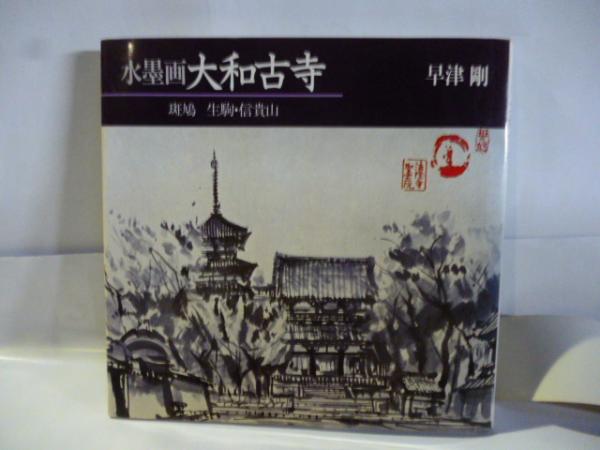 水墨画 大和古寺
早津 剛
斑鳩 生駒・信貴山